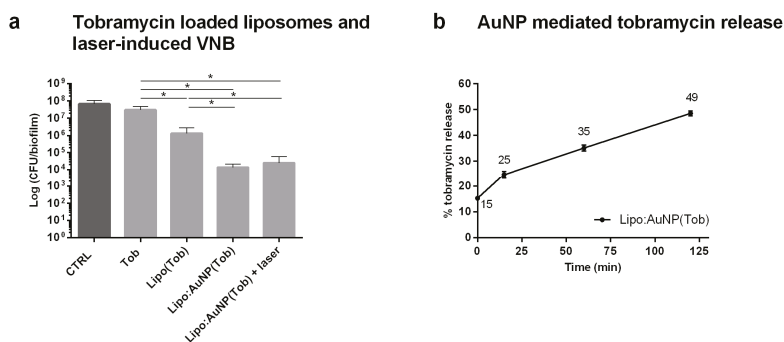 a
Tobramycin loaded liposomes and
laser-induced VNB
Log (CFU/biofilm)
10⁹
10⁸
10⁷
10⁶
10⁵
10⁴
10³
10²
10¹
10⁰
*
* *
* *
CTRL
Tob
Lipo(Tob)
Lipo:AuNP(Tob)
Lipo:AuNP(Tob) + laser
b
AuNP mediated tobramycin release
% tobramycin release
60
50
40
30
20
10
0
15
25
35
49
Lipo:AuNP(Tob)
0 25 50 75 100 125
Time (min)